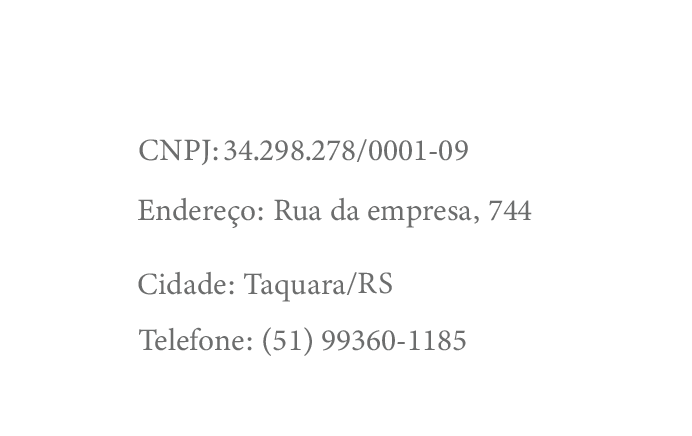 CNPJ: 34.298.278/0001-09
Endereço: Rua da empresa, 744
Cidade: Taquara/RS
Telefone: (51) 99360-1185